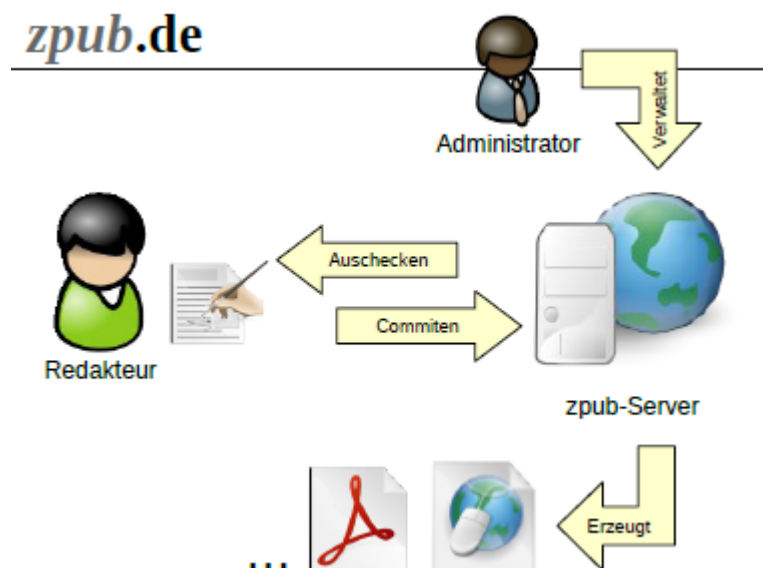 zpub.de
Verwaltet
Administrator
Auschecken
Commiten
Redakteur
zpub-Server
Erzeugt
...